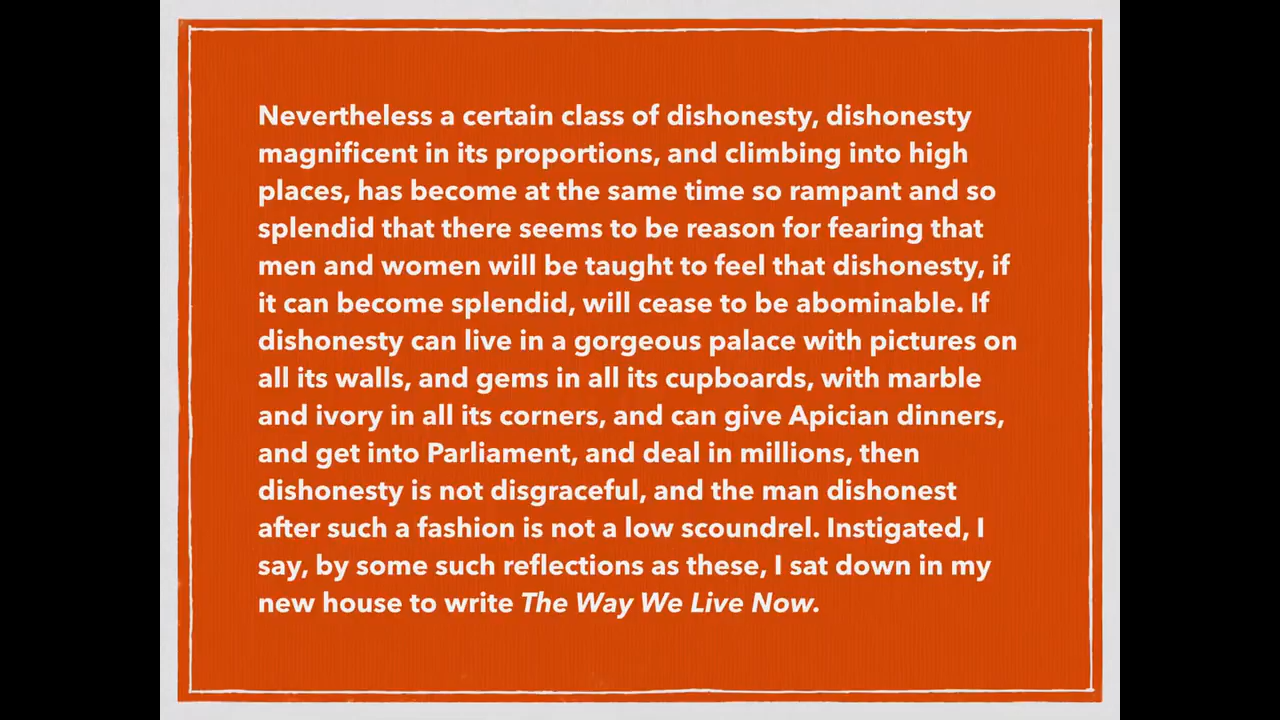 Nevertheless a certain class of dishonesty, dishonesty
magnificent in its proportions, and climbing into high
places, has become at the same time so rampant and so
splendid that there seems to be reason for fearing that
men and women will be taught to feel that dishonesty, if
it can become splendid, will cease to be abominable. If
dishonesty can live in a gorgeous palace with pictures on
all its walls, and gems in all its cupboards, with marble
and ivory in all its corners, and can give Apician dinners,
and get into Parliament, and deal in millions, then
dishonesty is not disgraceful, and the man dishonest
after such a fashion is not a low scoundrel. Instigated, I
say, by some such reflections as these, I sat down in my
new house to write The Way We Live Now.